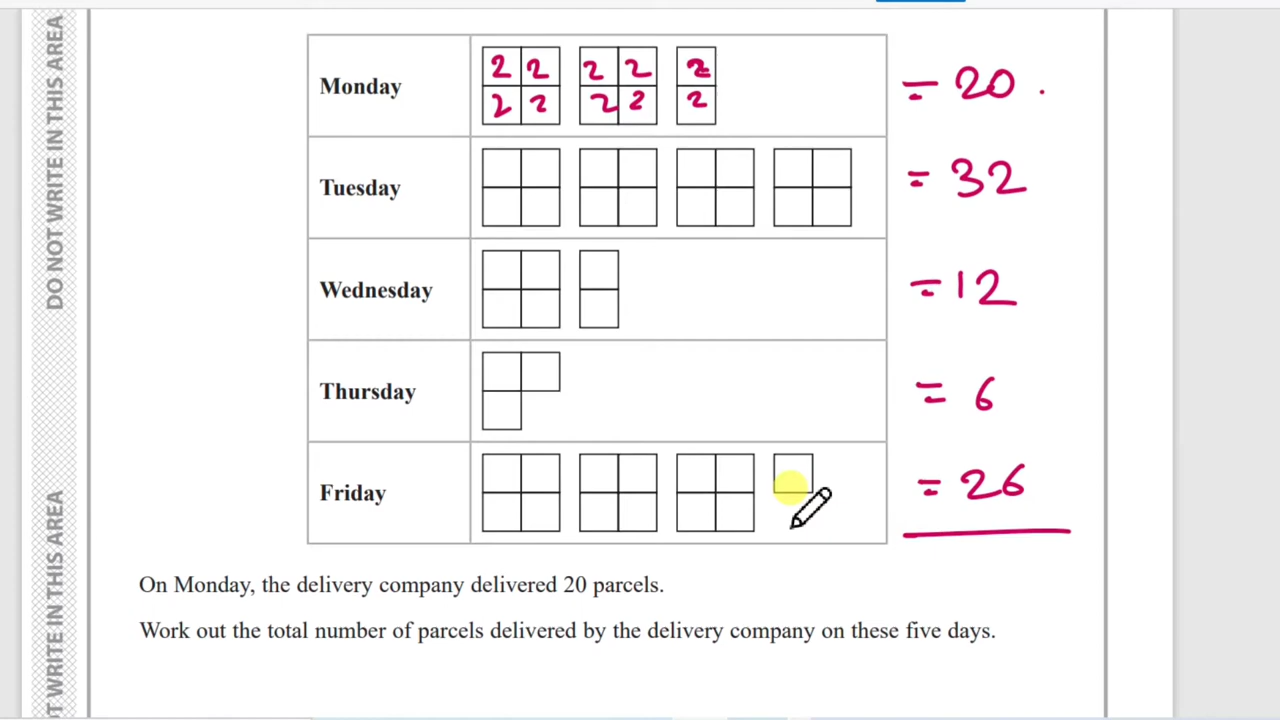 DO NOT WRITE IN THIS AREA
Monday 2 2 2 2 2 = 20 .
2 2 2 2 2
Tuesday = 32
Wednesday = 12
Thursday = 6
Friday = 26
OT WRITE IN THIS AREA
On Monday, the delivery company delivered 20 parcels.
Work out the total number of parcels delivered by the delivery company on these five days.